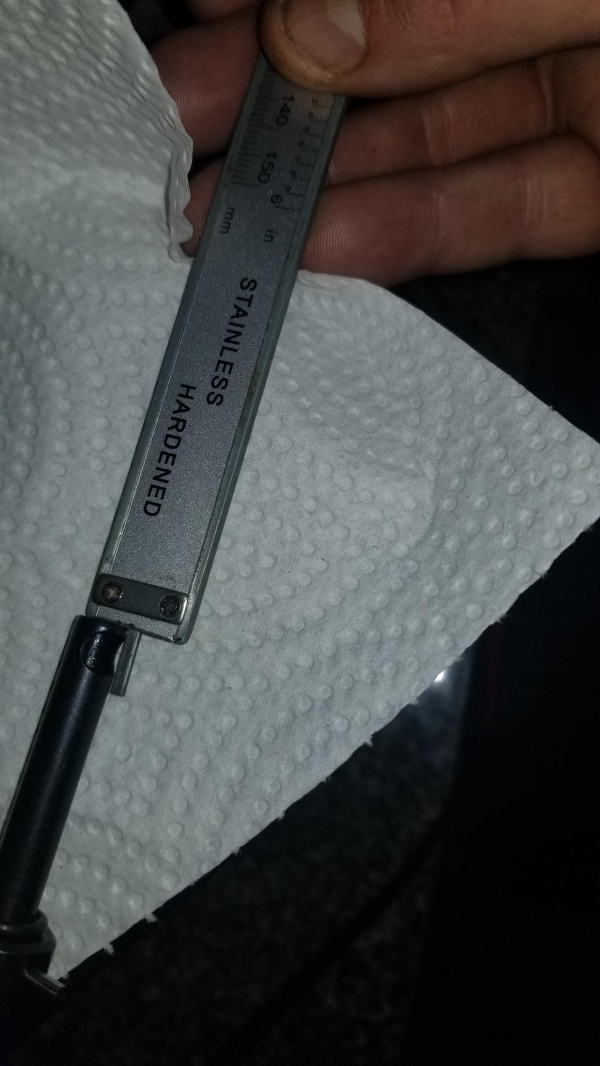 140 150
mm
6
in
STAINLESS
HARDENED